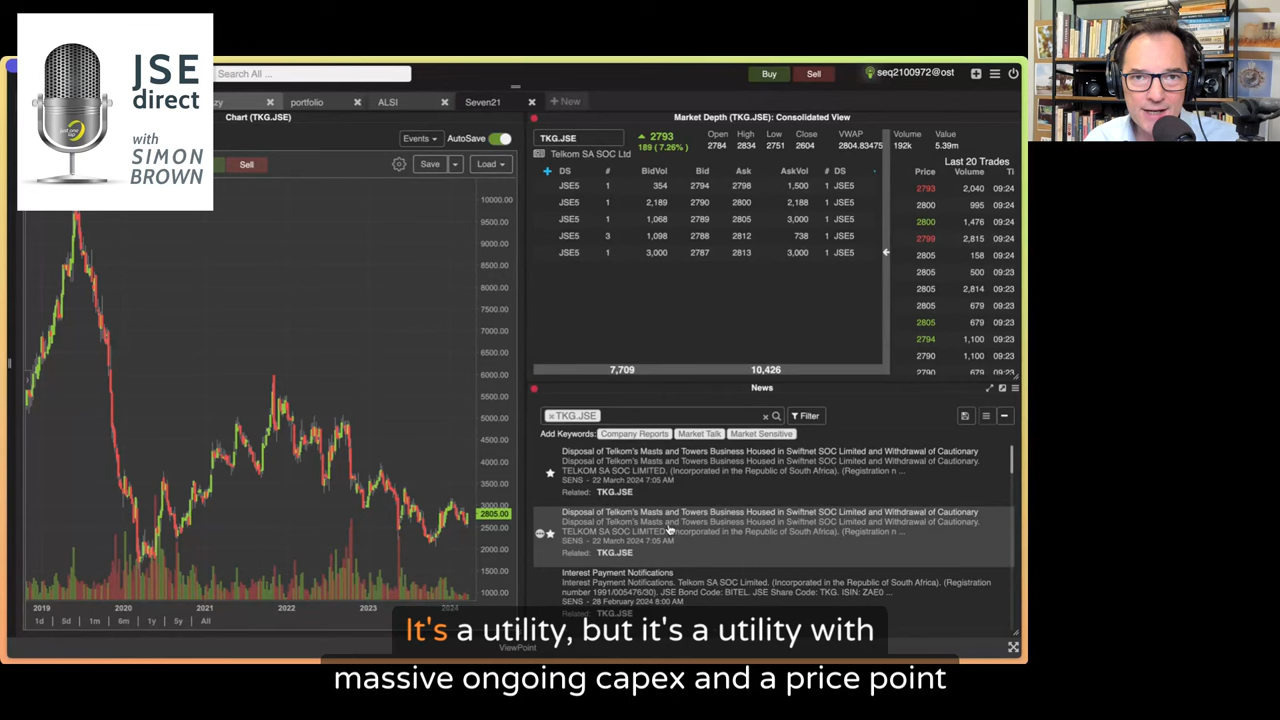 JSE
direct
just one lap
with
SIMON
BROWN
Search All ...
Buy
Sell
seq2100972@ost
zy
portfolio
ALSI
Seven21
+ New
Chart (TKG.JSE)
Events
AutoSave
Sell
Save
Load
10000.00
9500.00
9000.00
8500.00
8000.00
7500.00
7000.00
6500.00
6000.00
5500.00
5000.00
4500.00
4000.00
3500.00
3000.00
2805.00
2500.00
2000.00
1500.00
1000.00
2019 2020 2021 2022 2023 2024
1d 5d 1m 6m 1y 5y All
Market Depth (TKG.JSE): Consolidated View
TKG.JSE
2793
189 ( 7.26%)
Open High Low Close VWAP Volume Value
2784 2834 2751 2604 2804.83475 192k 5.39m
Telkom SA SOC Ltd
DS # BidVol Bid Ask AskVol # DS
JSE5 1 354 2794 2798 1,500 1 JSE5
JSE5 1 2,189 2790 2800 2,188 1 JSE5
JSE5 1 1,068 2789 2805 3,000 1 JSE5
JSE5 3 1,098 2788 2812 738 1 JSE5
JSE5 1 3,000 2787 2813 3,000 1 JSE5
7,709 10,426
Last 20 Trades
Price Volume Ti
2793 2,040 09:24
2800 995 09:24
2800 1,476 09:24
2799 2,815 09:24
2805 158 09:24
2805 500 09:23
2805 2,814 09:23
2805 679 09:23
2805 679 09:23
2794 1,100 09:23
2790 1,100 09:23
2790 679 09:23
News
TKG.JSE
Filter
Add Keywords: Company Reports Market Talk Market Sensitive
Disposal of Telkom's Masts and Towers Business Housed in Swiftnet SOC Limited and Withdrawal of Cautionary
Disposal of Telkom's Masts and Towers Business Housed in Swiftnet SOC Limited and Withdrawal of Cautionary.
TELKOM SA SOC LIMITED. (Incorporated in the Republic of South Africa). (Registration n ...
SENS - 22 March 2024 7:05 AM
Related: TKG.JSE
Disposal of Telkom's Masts and Towers Business Housed in Swiftnet SOC Limited and Withdrawal of Cautionary
Disposal of Telkom's Masts and Towers Business Housed in Swiftnet SOC Limited and Withdrawal of Cautionary.
TELKOM SA SOC LIMITED. (Incorporated in the Republic of South Africa). (Registration n ...
SENS - 22 March 2024 7:05 AM
Related: TKG.JSE
Interest Payment Notifications
Interest Payment Notifications. Telkom SA SOC Limited. (Incorporated in the Republic of South Africa). (Registration
number 1991/005476/30). JSE Bond Code: BITEL. JSE Share Code: TKG. ISIN: ZAE0 ...
SENS - 28 February 2024 8:00 AM
Related: TKG.JSE
ViewPoint
It's a utility, but it's a utility with
massive ongoing capex and a price point